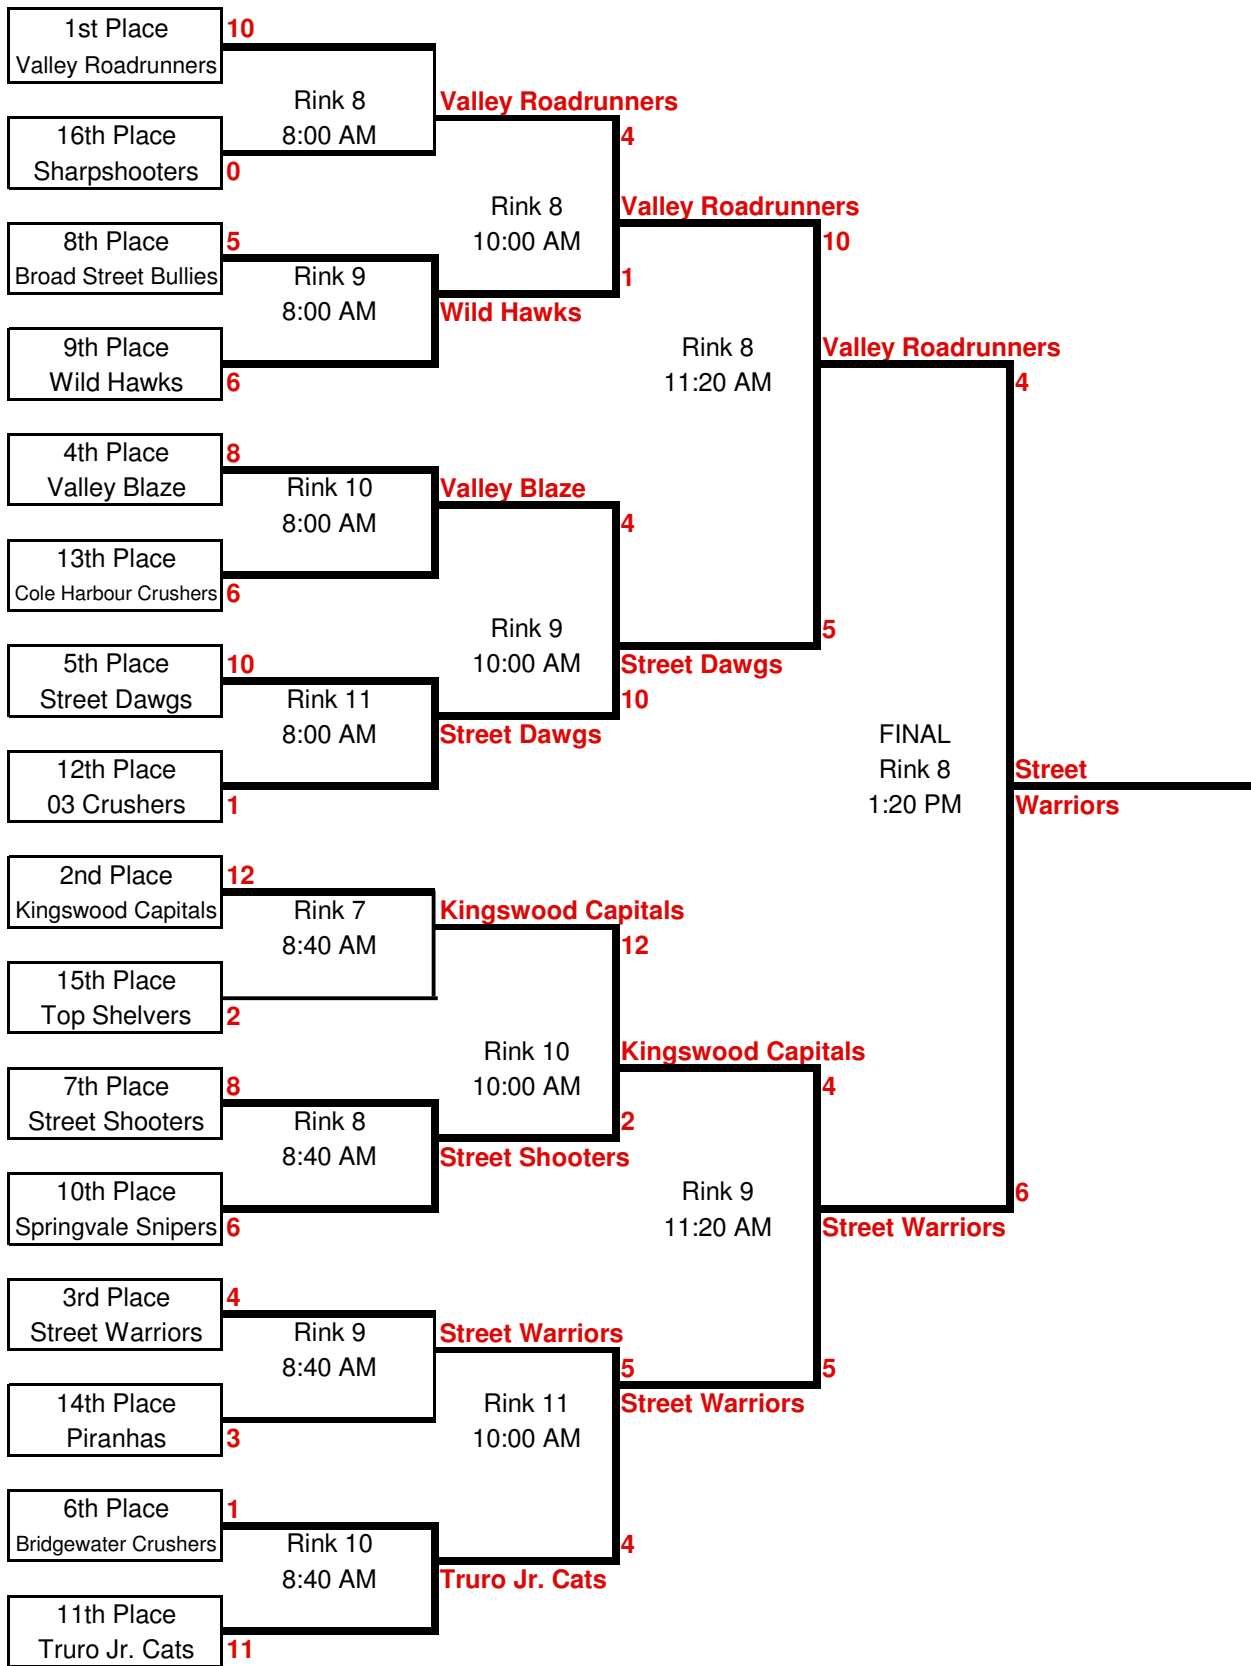 1st Place
Valley Roadrunners
10
Rink 8
8:00 AM
16th Place
Sharpshooters
0
Valley Roadrunners
4
8th Place
Broad Street Bullies
5
Rink 9
8:00 AM
9th Place
Wild Hawks
6
Wild Hawks
1
Rink 8
10:00 AM
Valley Roadrunners
10
4th Place
Valley Blaze
8
Rink 10
8:00 AM
13th Place
Cole Harbour Crushers
6
Valley Blaze
4
5th Place
Street Dawgs
10
Rink 11
8:00 AM
12th Place
03 Crushers
1
Street Dawgs
10
Rink 9
10:00 AM
Street Dawgs
5
Rink 8
11:20 AM
Valley Roadrunners
4
2nd Place
Kingswood Capitals
12
Rink 7
8:40 AM
15th Place
Top Shelvers
2
Kingswood Capitals
12
7th Place
Street Shooters
8
Rink 8
8:40 AM
10th Place
Springvale Snipers
6
Street Shooters
2
Rink 10
10:00 AM
Kingswood Capitals
4
3rd Place
Street Warriors
4
Rink 9
8:40 AM
14th Place
Piranhas
3
Street Warriors
5
6th Place
Bridgewater Crushers
1
Rink 10
8:40 AM
11th Place
Truro Jr. Cats
11
Truro Jr. Cats
4
Rink 11
10:00 AM
Street Warriors
5
Rink 9
11:20 AM
Street Warriors
6
FINAL
Rink 8
1:20 PM
Street
Warriors